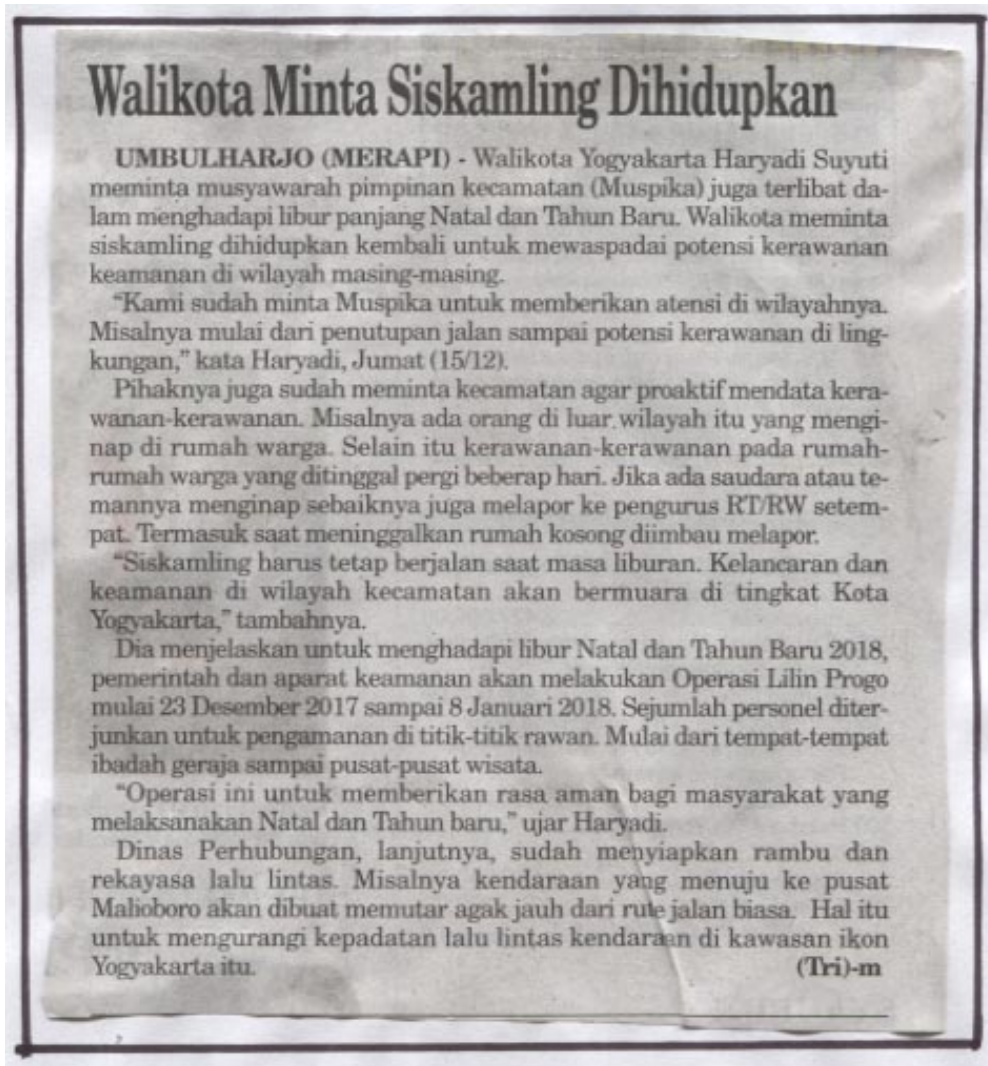 Walikota Minta Siskamling Dihidupkan
UMBULHARJO (MERAPI) - Walikota Yogyakarta Haryadi Suyuti
meminta musyawarah pimpinan kecamatan (Muspika) juga terlibat da-
lam menghadapi libur panjang Natal dan Tahun Baru. Walikota meminta
siskamling dihidupkan kembali untuk mewaspadai potensi kerawanan
keamanan di wilayah masing-masing.
“Kami sudah minta Muspika untuk memberikan atensi di wilayahnya.
Misalnya mulai dari penutupan jalan sampai potensi kerawanan di ling-
kungan,” kata Haryadi, Jumat (15/12).
Pihaknya juga sudah meminta kecamatan agar proaktif mendata kera-
wanan-kerawanan. Misalnya ada orang di luar wilayah itu yang mengi-
nap di rumah warga. Selain itu kerawanan-kerawanan pada rumah-
rumah warga yang ditinggal pergi beberap hari. Jika ada saudara atau te-
mannya menginap sebaiknya juga melapor ke pengurus RT/RW setem-
pat. Termasuk saat meninggalkan rumah kosong diimbau melapor.
“Siskamling harus tetap berjalan saat masa liburan. Kelancaran dan
keamanan di wilayah kecamatan akan bermuara di tingkat Kota
Yogyakarta,” tambahnya.
Dia menjelaskan untuk menghadapi libur Natal dan Tahun Baru 2018,
pemerintah dan aparat keamanan akan melakukan Operasi Lilin Progo
mulai 23 Desember 2017 sampai 8 Januari 2018. Sejumlah personel diter-
junkan untuk pengamanan di titik-titik rawan. Mulai dari tempat-tempat
ibadah geraja sampai pusat-pusat wisata.
“Operasi ini untuk memberikan rasa aman bagi masyarakat yang
melaksanakan Natal dan Tahun baru,” ujar Haryadi.
Dinas Perhubungan, lanjutnya, sudah menyiapkan rambu dan
rekayasa lalu lintas. Misalnya kendaraan yang menuju ke pusat
Malioboro akan dibuat memutar agak jauh dari rute jalan biasa. Hal itu
untuk mengurangi kepadatan lalu lintas kendaraan di kawasan ikon
Yogyakarta itu. (Tri)-m